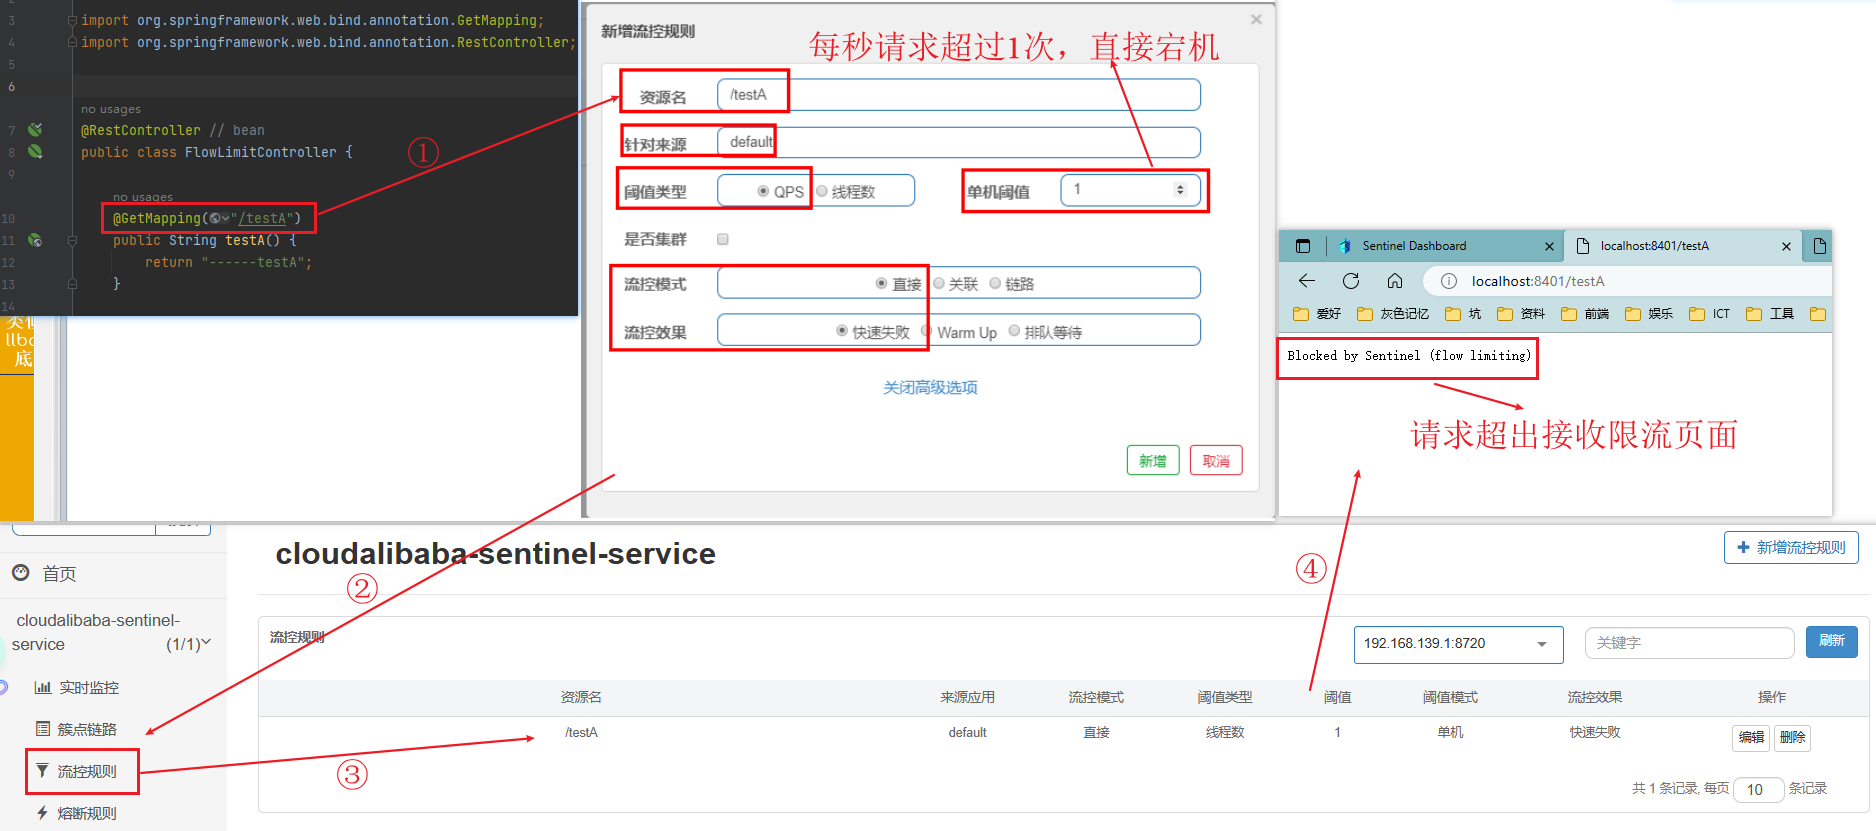 3 import org.springframework.web.bind.annotation.GetMapping;
4 import org.springframework.web.bind.annotation.RestController;
5
6
no usages
7 @RestController // bean
8 public class FlowLimitController {
9
no usages
10 @GetMapping("/testA")
11 public String testA() {
12 return "------testA";
13 }
14
①
底
新增流控规则
×
每秒请求超过1次，直接宕机
资源名 /testA
针对来源 default
阈值类型 QPS 线程数 单机阈值 1
是否集群
流控模式 直接 关联 链路
流控效果 快速失败 Warm Up 排队等待
关闭高级选项
新增 取消
Sentinel Dashboard × localhost:8401/testA ×
localhost:8401/testA
爱好 灰色记忆 坑 资料 前端 娱乐 ICT 工具
Blocked by Sentinel (flow limiting)
请求超出接收限流页面
②
③
④
首页
cloudalibaba-sentinel-
service (1/1)
实时监控
簇点链路
流控规则
熔断规则
cloudalibaba-sentinel-service
+ 新增流控规则
流控规则 192.168.139.1:8720 关键字 刷新
资源名 来源应用 流控模式 阈值类型 阈值 阈值模式 流控效果 操作
/testA default 直接 线程数 1 单机 快速失败 编辑 删除
共 1 条记录, 每页 10 条记录